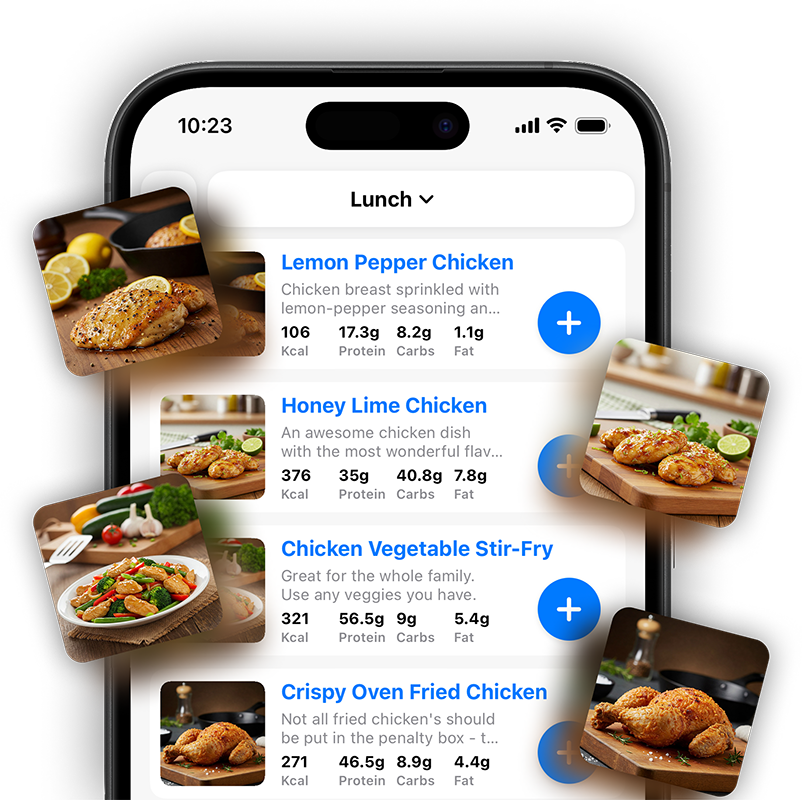 10:23
Lunch
Lemon Pepper Chicken
Chicken breast sprinkled with
lemon-pepper seasoning an...
106 17.3g 8.2g 1.1g
Kcal Protein Carbs Fat
Honey Lime Chicken
An awesome chicken dish
with the most wonderful flav...
376 35g 40.8g 7.8g
Kcal Protein Carbs Fat
Chicken Vegetable Stir-Fry
Great for the whole family.
Use any veggies you have.
321 56.5g 9g 5.4g
Kcal Protein Carbs Fat
Crispy Oven Fried Chicken
Not all fried chicken's should
be put in the penalty box - t...
271 46.5g 8.9g 4.4g
Kcal Protein Carbs Fat